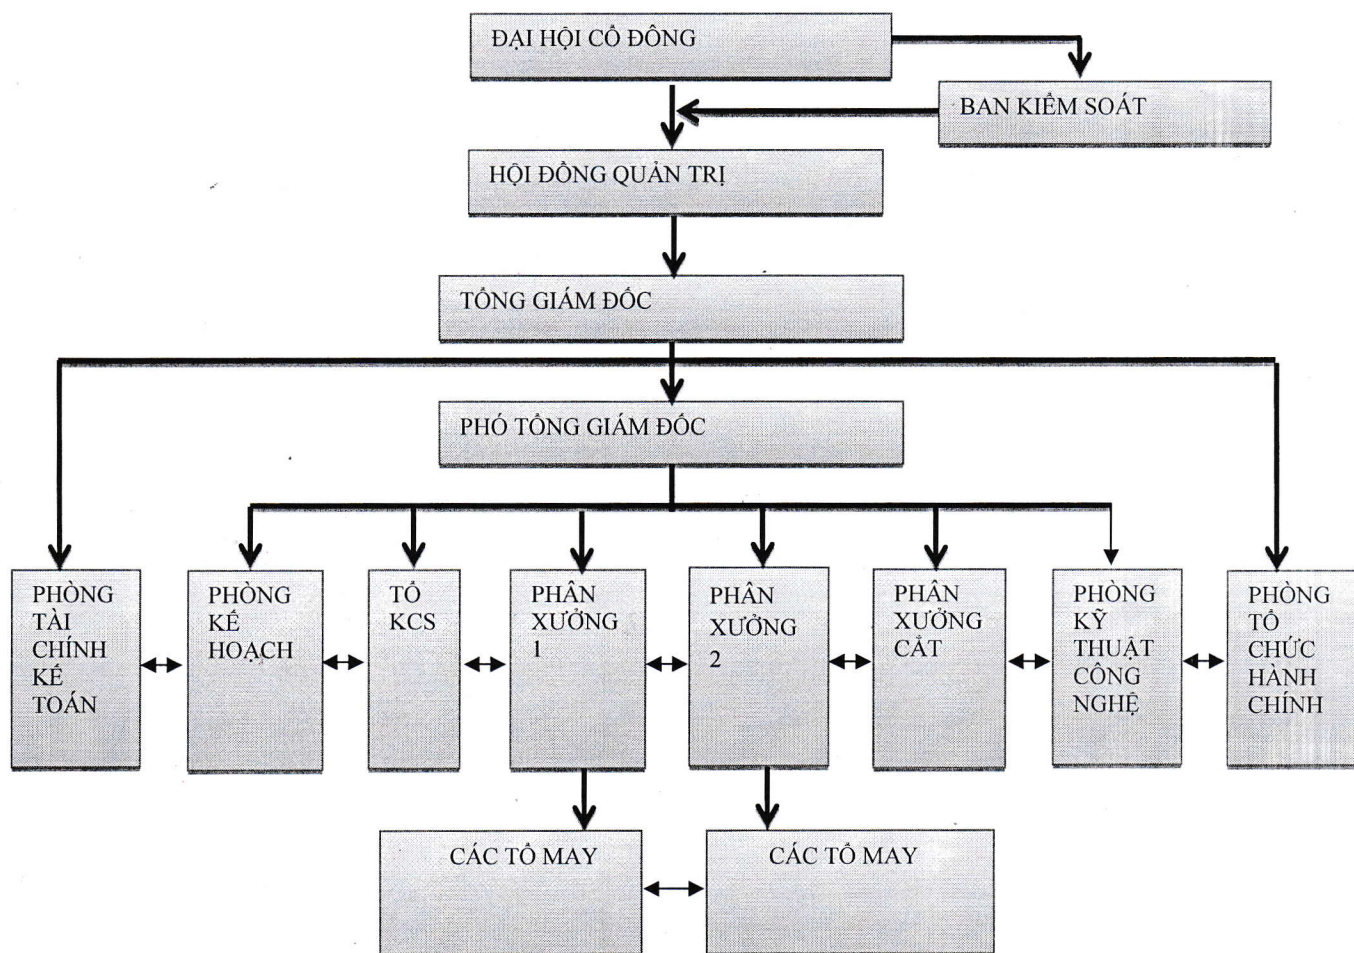 ĐẠI HỘI CỔ ĐÔNG
BAN KIỂM SOÁT
HỘI ĐỒNG QUẢN TRỊ
TỔNG GIÁM ĐỐC
PHÓ TỔNG GIÁM ĐỐC
PHÒNG
TÀI
CHÍNH
KẾ
TOÁN
PHÒNG
KẾ
HOẠCH
TỔ
KCS
PHÂN
XƯỞNG
1
PHÂN
XƯỞNG
2
PHÂN
XƯỞNG
CẮT
PHÒNG
KỸ
THUẬT
CÔNG
NGHỆ
PHÒNG
TỔ
CHỨC
HÀNH
CHÍNH
CÁC TỔ MAY
CÁC TỔ MAY